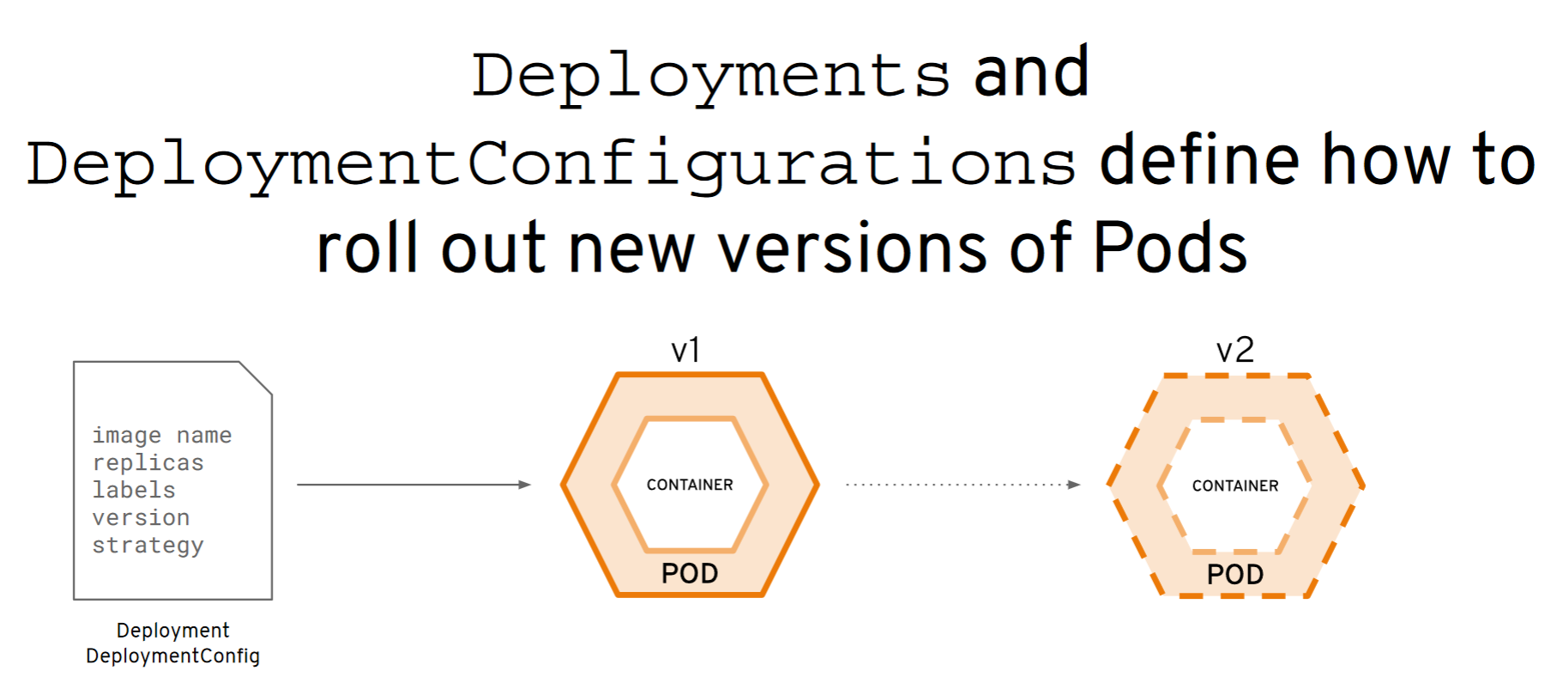 Deployments and
DeploymentConfigurations define how to
roll out new versions of Pods
v1
v2
image name
replicas
labels
version
strategy
CONTAINER
POD
CONTAINER
POD
Deployment
DeploymentConfig